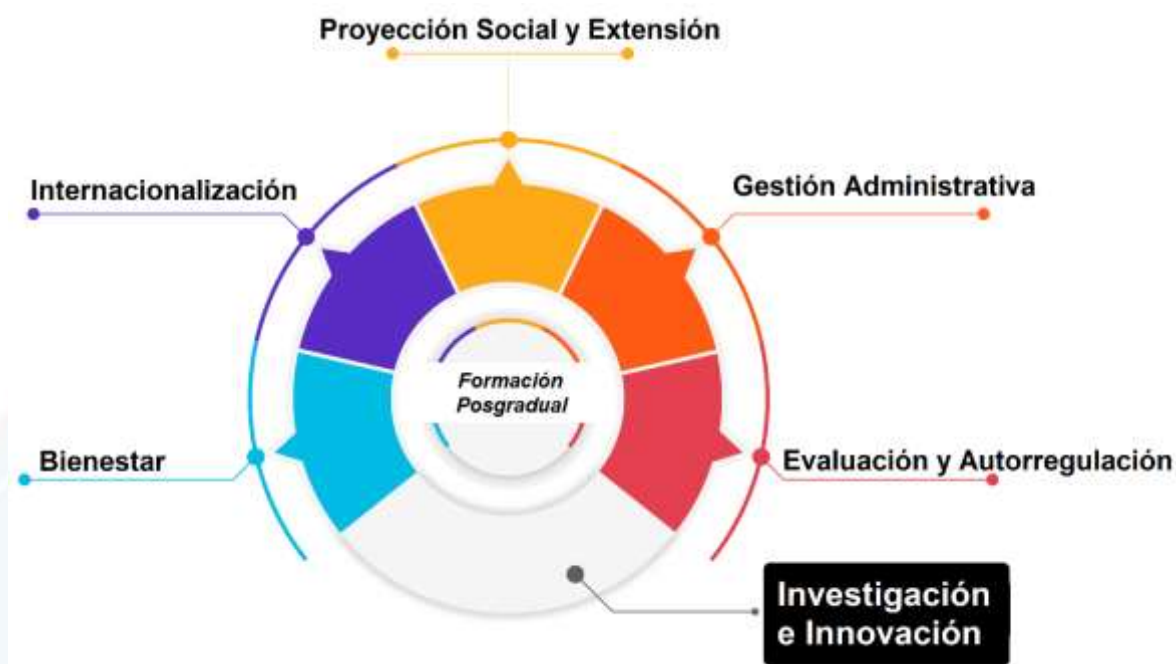 Proyección Social y Extensión
Internacionalización
Gestión Administrativa
Formación
Posgradual
Bienestar
Evaluación y Autorregulación
Investigación
e Innovación